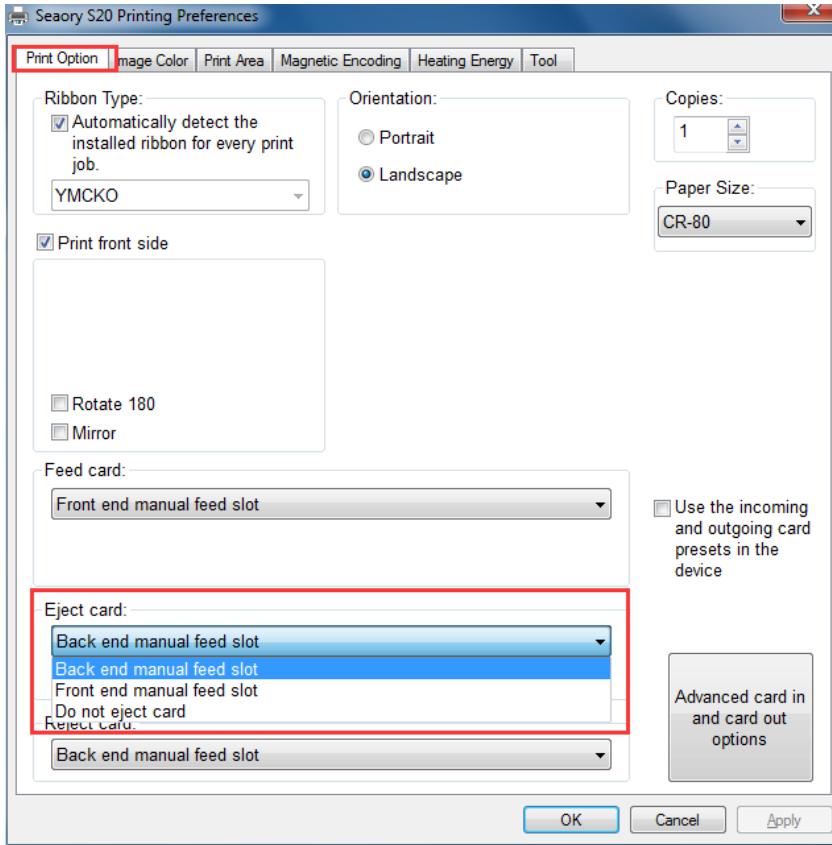 Seaory S20 Printing Preferences
Print Option
mage Color
Print Area
Magnetic Encoding
Heating Energy
Tool
Ribbon Type:
Automatically detect the
installed ribbon for every print
job.
YMCKO
Orientation:
Portrait
Landscape
Copies:
1
Paper Size:
CR-80
Print front side
Rotate 180
Mirror
Feed card:
Front end manual feed slot
Use the incoming
and outgoing card
presets in the
device
Eject card:
Back end manual feed slot
Back end manual feed slot
Front end manual feed slot
Do not eject card
Reject card:
Back end manual feed slot
Advanced card in
and card out
options
OK
Cancel
Apply